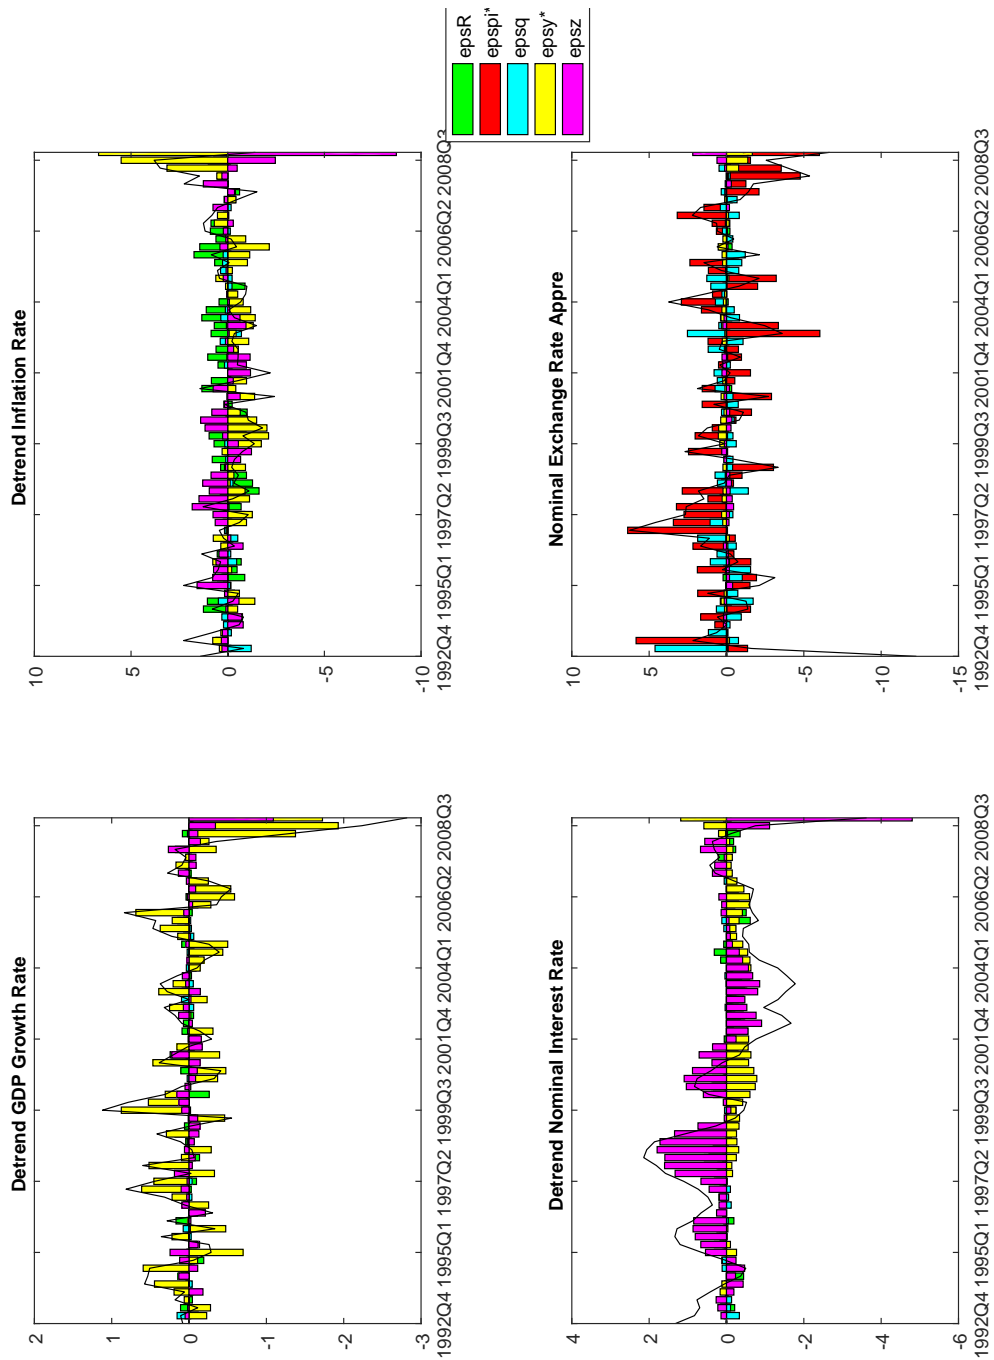 Detrend GDP Growth Rate
2
1
0
-1
-2
-3
1992Q4 1995Q1 1997Q2 1999Q3 2001Q4 2004Q1 2006Q2 2008Q3
Detrend Inflation Rate
10
5
0
-5
-10
1992Q4 1995Q1 1997Q2 1999Q3 2001Q4 2004Q1 2006Q2 2008Q3
Detrend Nominal Interest Rate
4
2
0
-2
-4
-6
1992Q4 1995Q1 1997Q2 1999Q3 2001Q4 2004Q1 2006Q2 2008Q3
Nominal Exchange Rate Appre
10
5
0
-5
-10
-15
1992Q4 1995Q1 1997Q2 1999Q3 2001Q4 2004Q1 2006Q2 2008Q3
epsR
epspi*
epsq
epsy*
epsz